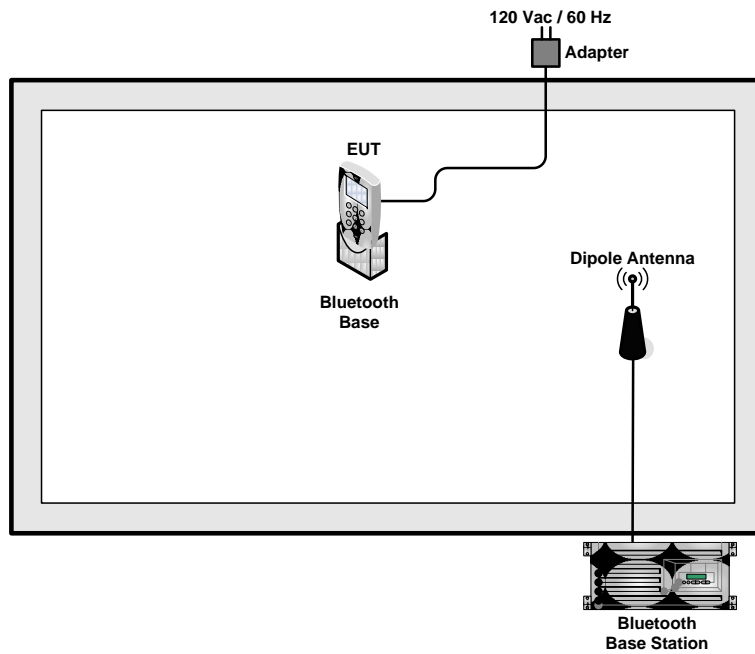 120 Vac / 60 Hz
Adapter
EUT
Dipole Antenna
Bluetooth
Base
Bluetooth
Base Station